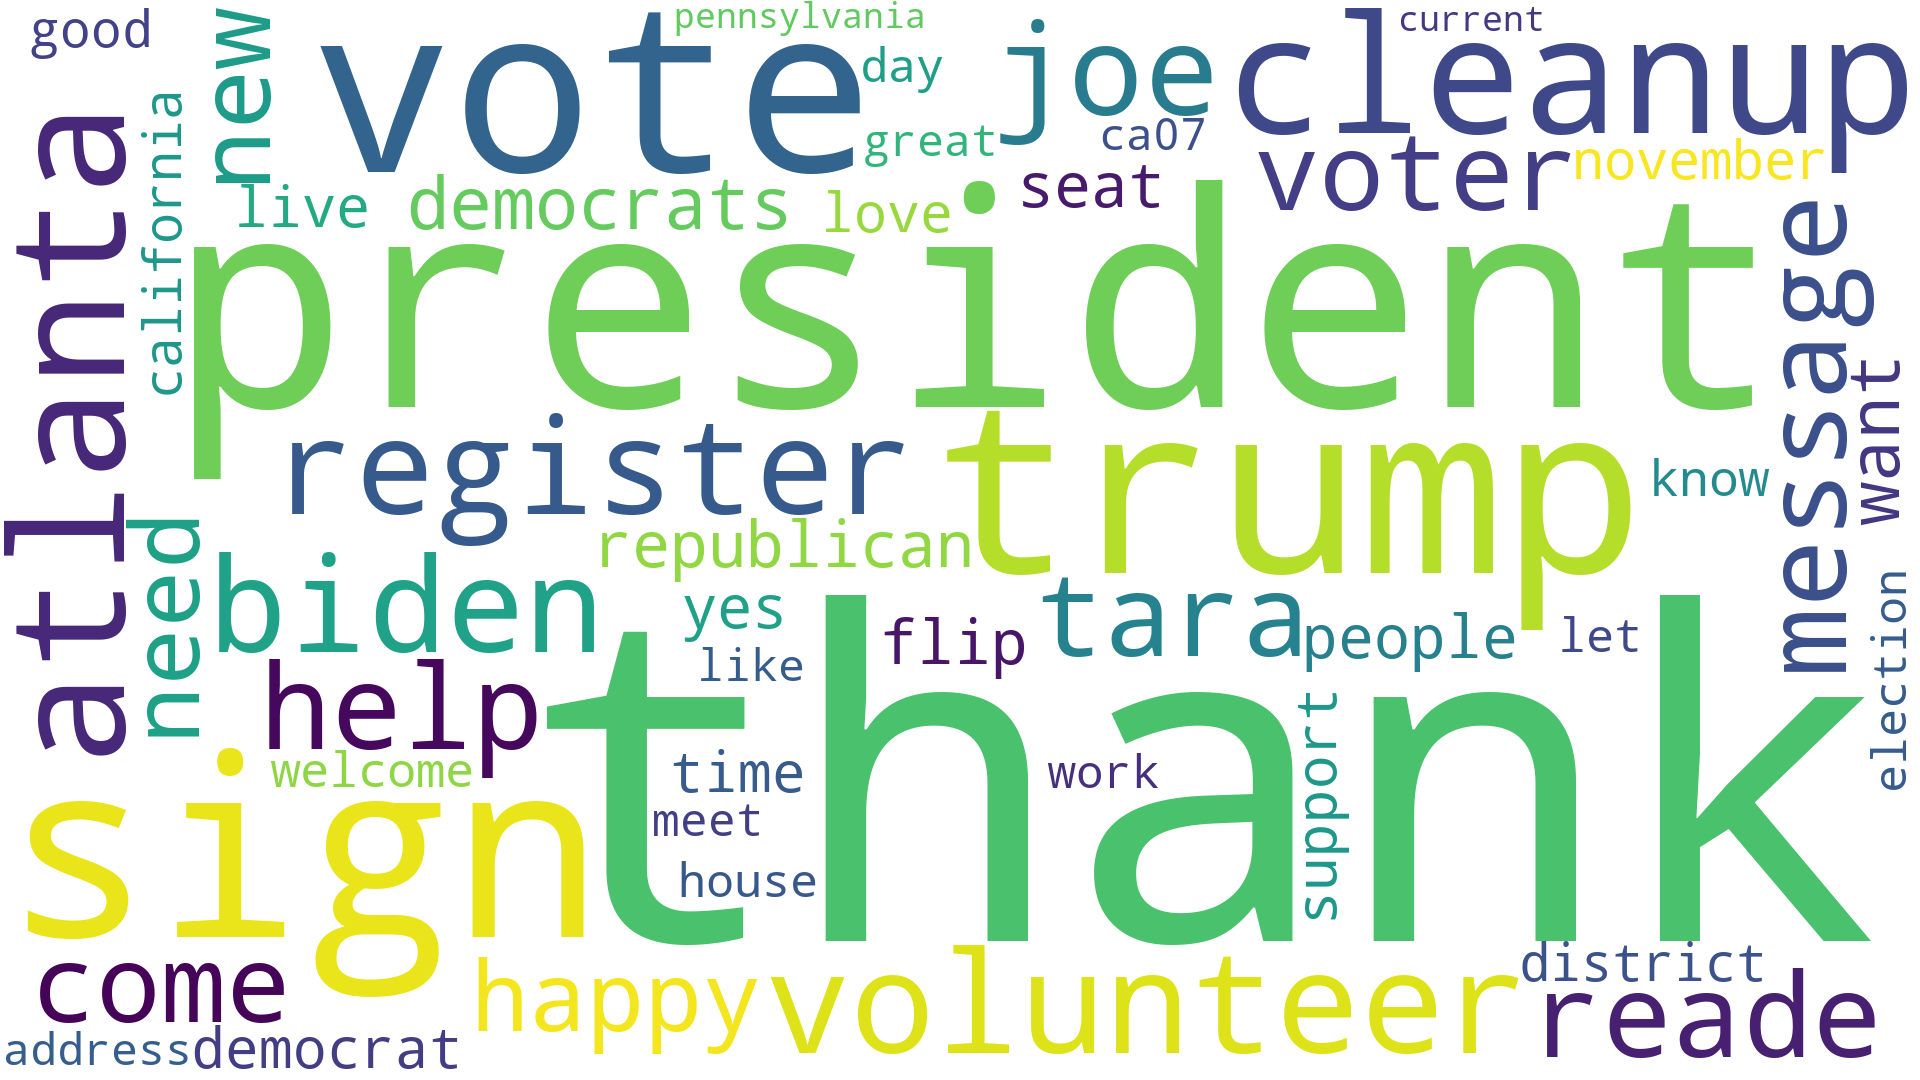 good
new
vote
pennsylvania
day
joe
cleanup
current
great
ca07
california
live
democrats
love
seat
voter
november
atlanta
president
message
want
register
trump
know
need
republican
biden
yes
like
flip
tara
people
let
election
help
thank
welcome
time
work
support
sign
meet
house
come
happy
volunteer
district
reade
address
democrat